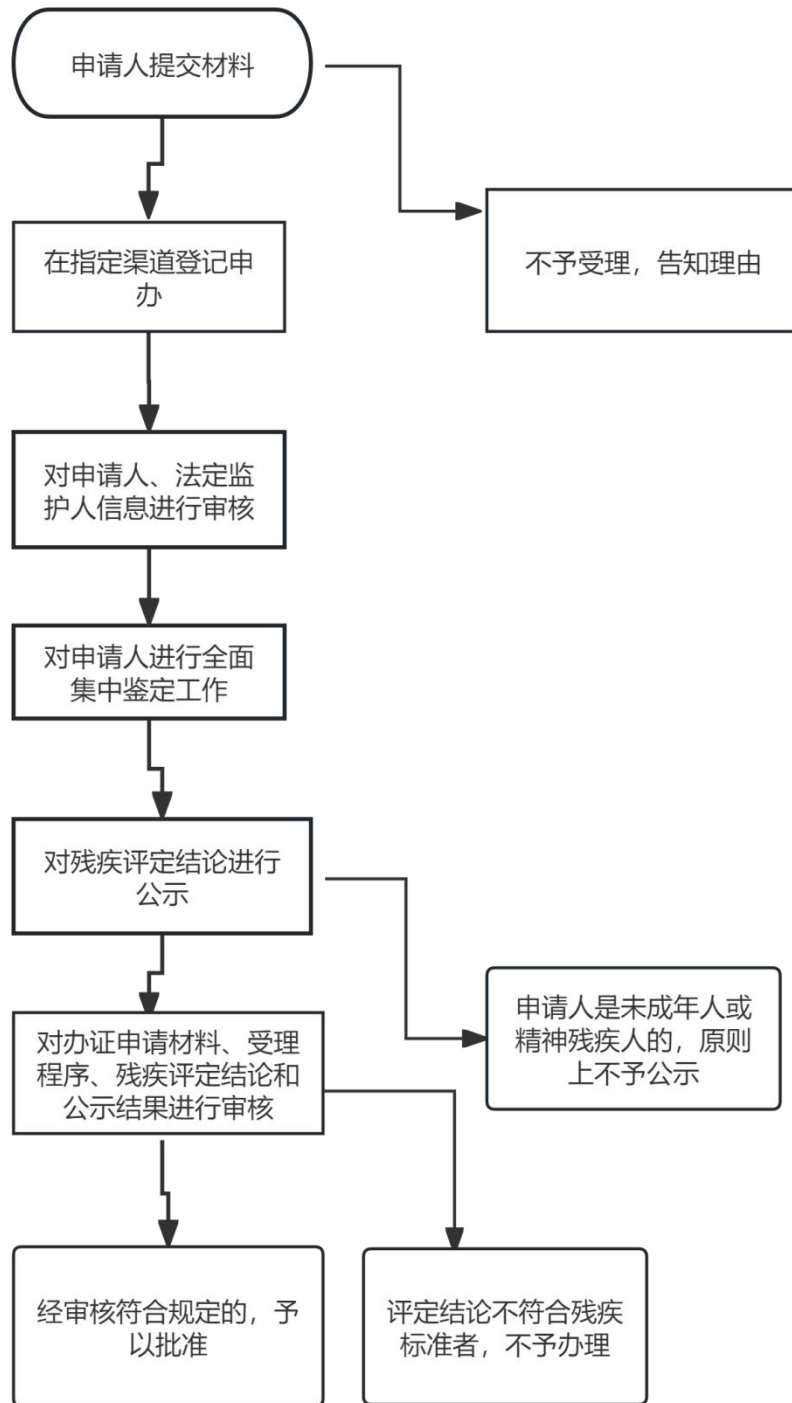 申请人提交材料
在指定渠道登记申
办
不予受理，告知理由
对申请人、法定监
护人信息进行审核
对申请人进行全面
集中鉴定工作
对残疾评定结论进行
公示
申请人是未成年人或
精神残疾人的，原则
上不予公示
对办证申请材料、受理
程序、残疾评定结论和
公示结果进行审核
经审核符合规定的，予
以批准
评定结论不符合残疾
标准者，不予办理